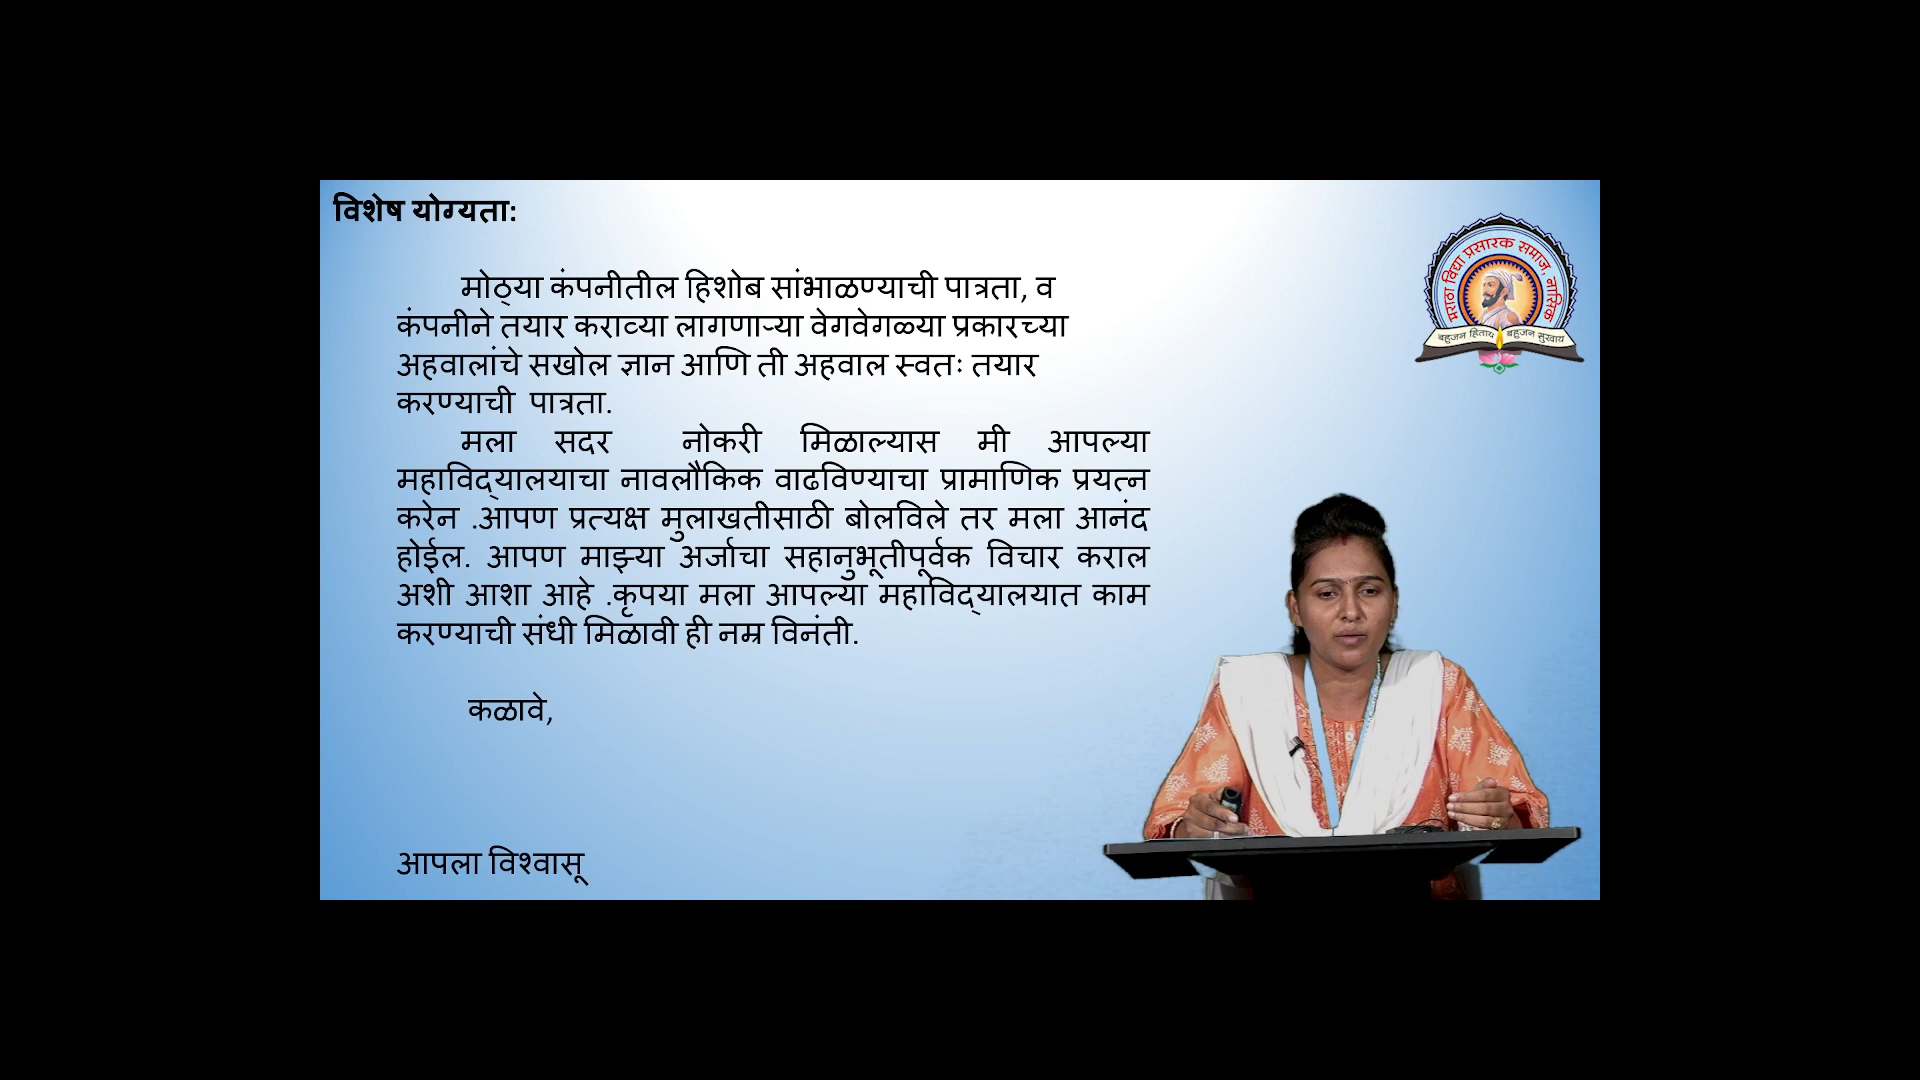 विशेष योग्यता:
मोठ्या कंपनीतील हिशोब सांभाळण्याची पात्रता, व
कंपनीने तयार कराव्या लागणाऱ्या वेगवेगळ्या प्रकारच्या
अहवालांचे सखोल ज्ञान आणि ती अहवाल स्वतः तयार
करण्याची पात्रता.
मला सदर नोकरी मिळाल्यास मी आपल्या
महाविद्यालयाचा नावलौकिक वाढविण्याचा प्रामाणिक प्रयत्न
करेन .आपण प्रत्यक्ष मुलाखतीसाठी बोलविले तर मला आनंद
होईल. आपण माझ्या अर्जाचा सहानुभूतीपूर्वक विचार कराल
अशी आशा आहे .कृपया मला आपल्या महाविद्यालयात काम
करण्याची संधी मिळावी ही नम्र विनंती.
कळावे,
आपला विश्वासू
मराठा विद्या प्रसारक समाज, नासिक
बहुजन हिताय बहुजन सुखाय